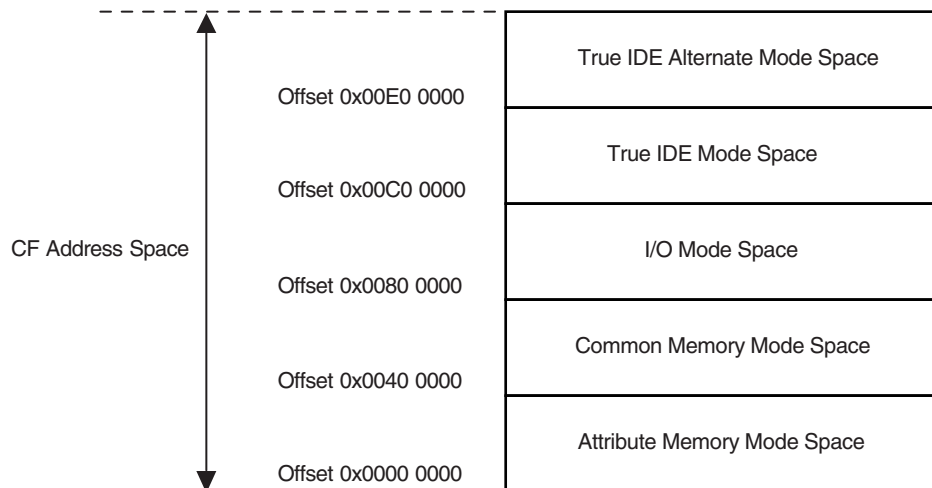 True IDE Alternate Mode Space
Offset 0x00E0 0000
True IDE Mode Space
Offset 0x00C0 0000
CF Address Space
I/O Mode Space
Offset 0x0080 0000
Common Memory Mode Space
Offset 0x0040 0000
Attribute Memory Mode Space
Offset 0x0000 0000